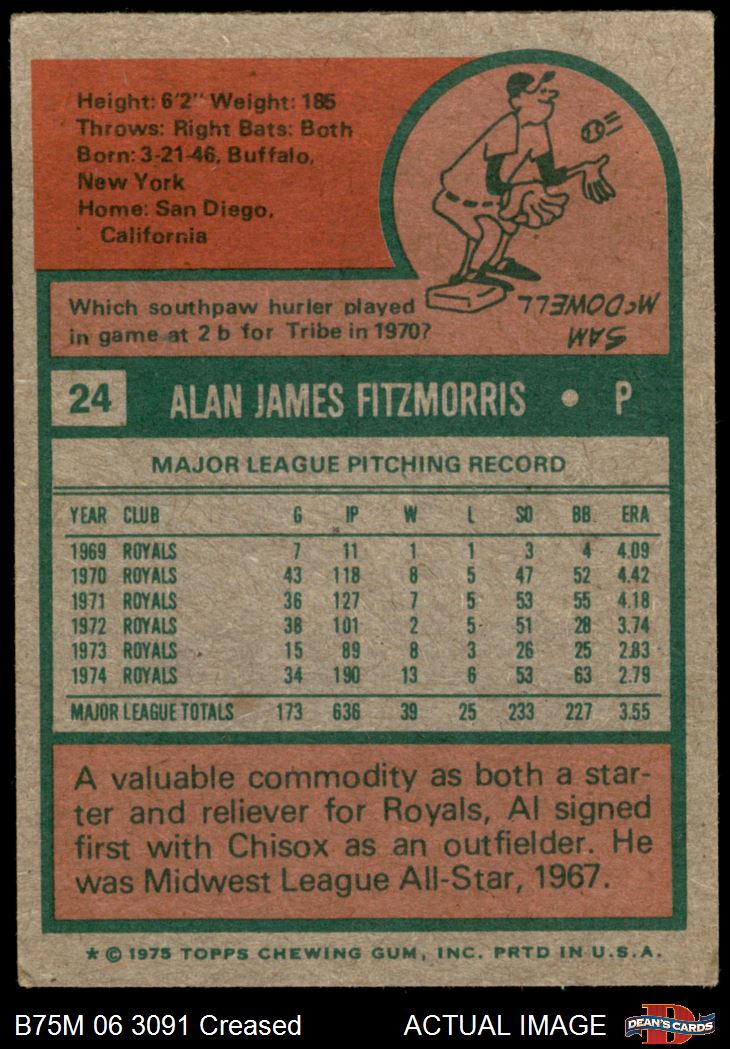 Height: 6'2" Weight: 185
Throws: Right Bats: Both
Born: 3-21-46, Buffalo,
New York
Home: San Diego,
California
Which southpaw hurler played
in game at 2 b for Tribe in 1970?
SAM
McDOWELL
24 ALAN JAMES FITZMORRIS • P
MAJOR LEAGUE PITCHING RECORD
YEAR CLUB G IP W L SO BB ERA
1969 ROYALS 7 11 1 1 3 4 4.09
1970 ROYALS 43 118 8 5 47 52 4.42
1971 ROYALS 36 127 7 5 53 55 4.18
1972 ROYALS 38 101 2 5 51 28 3.74
1973 ROYALS 15 89 8 3 26 25 2.83
1974 ROYALS 34 190 13 6 53 63 2.79
MAJOR LEAGUE TOTALS 173 636 39 25 233 227 3.55
A valuable commodity as both a star-
ter and reliever for Royals, Al signed
first with Chisox as an outfielder. He
was Midwest League All-Star, 1967.
* © 1975 TOPPS CHEWING GUM, INC. PRTD IN U.S.A.
B75M 06 3091 Creased ACTUAL IMAGE
D
DEAN'S CARDS